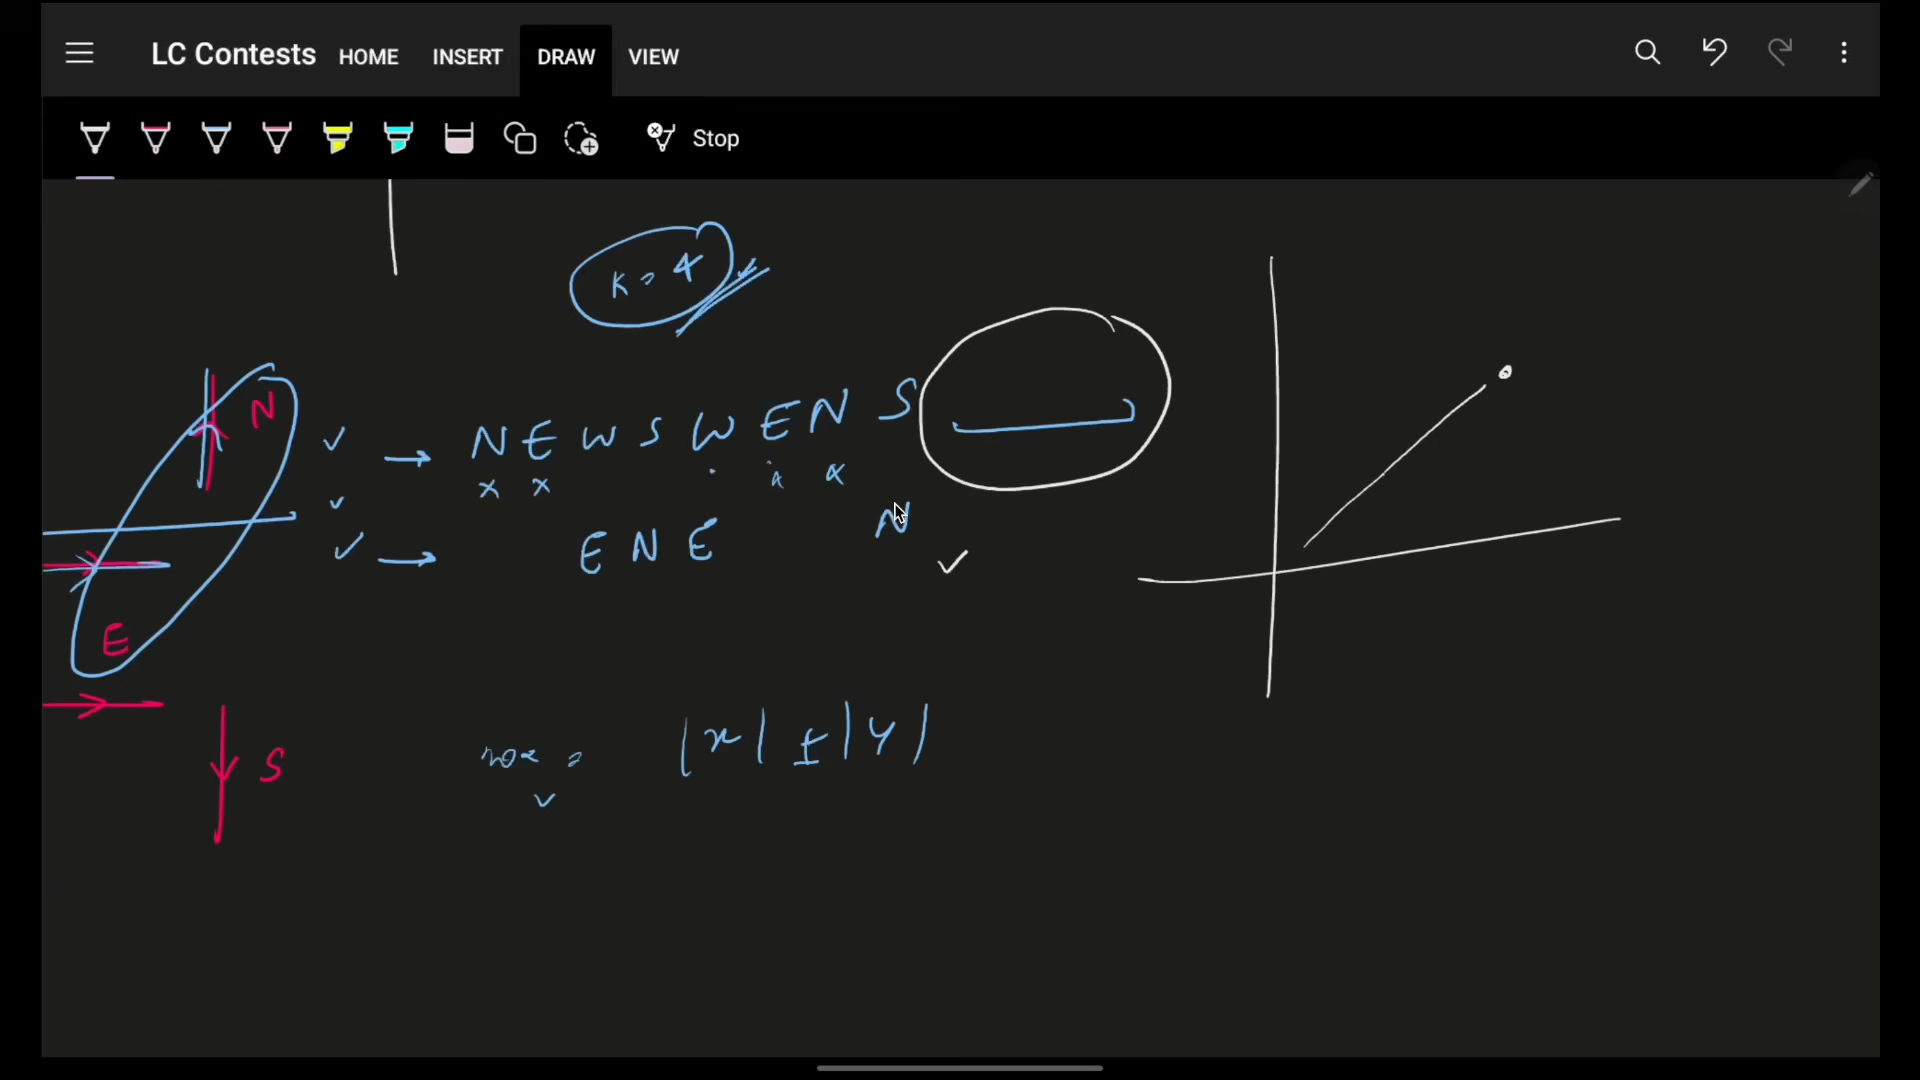 LC Contests HOME INSERT DRAW VIEW
Stop
K = 4
N
→ N E W S W E N S
x x
→ E N E N
E
|x| ± |y|
S